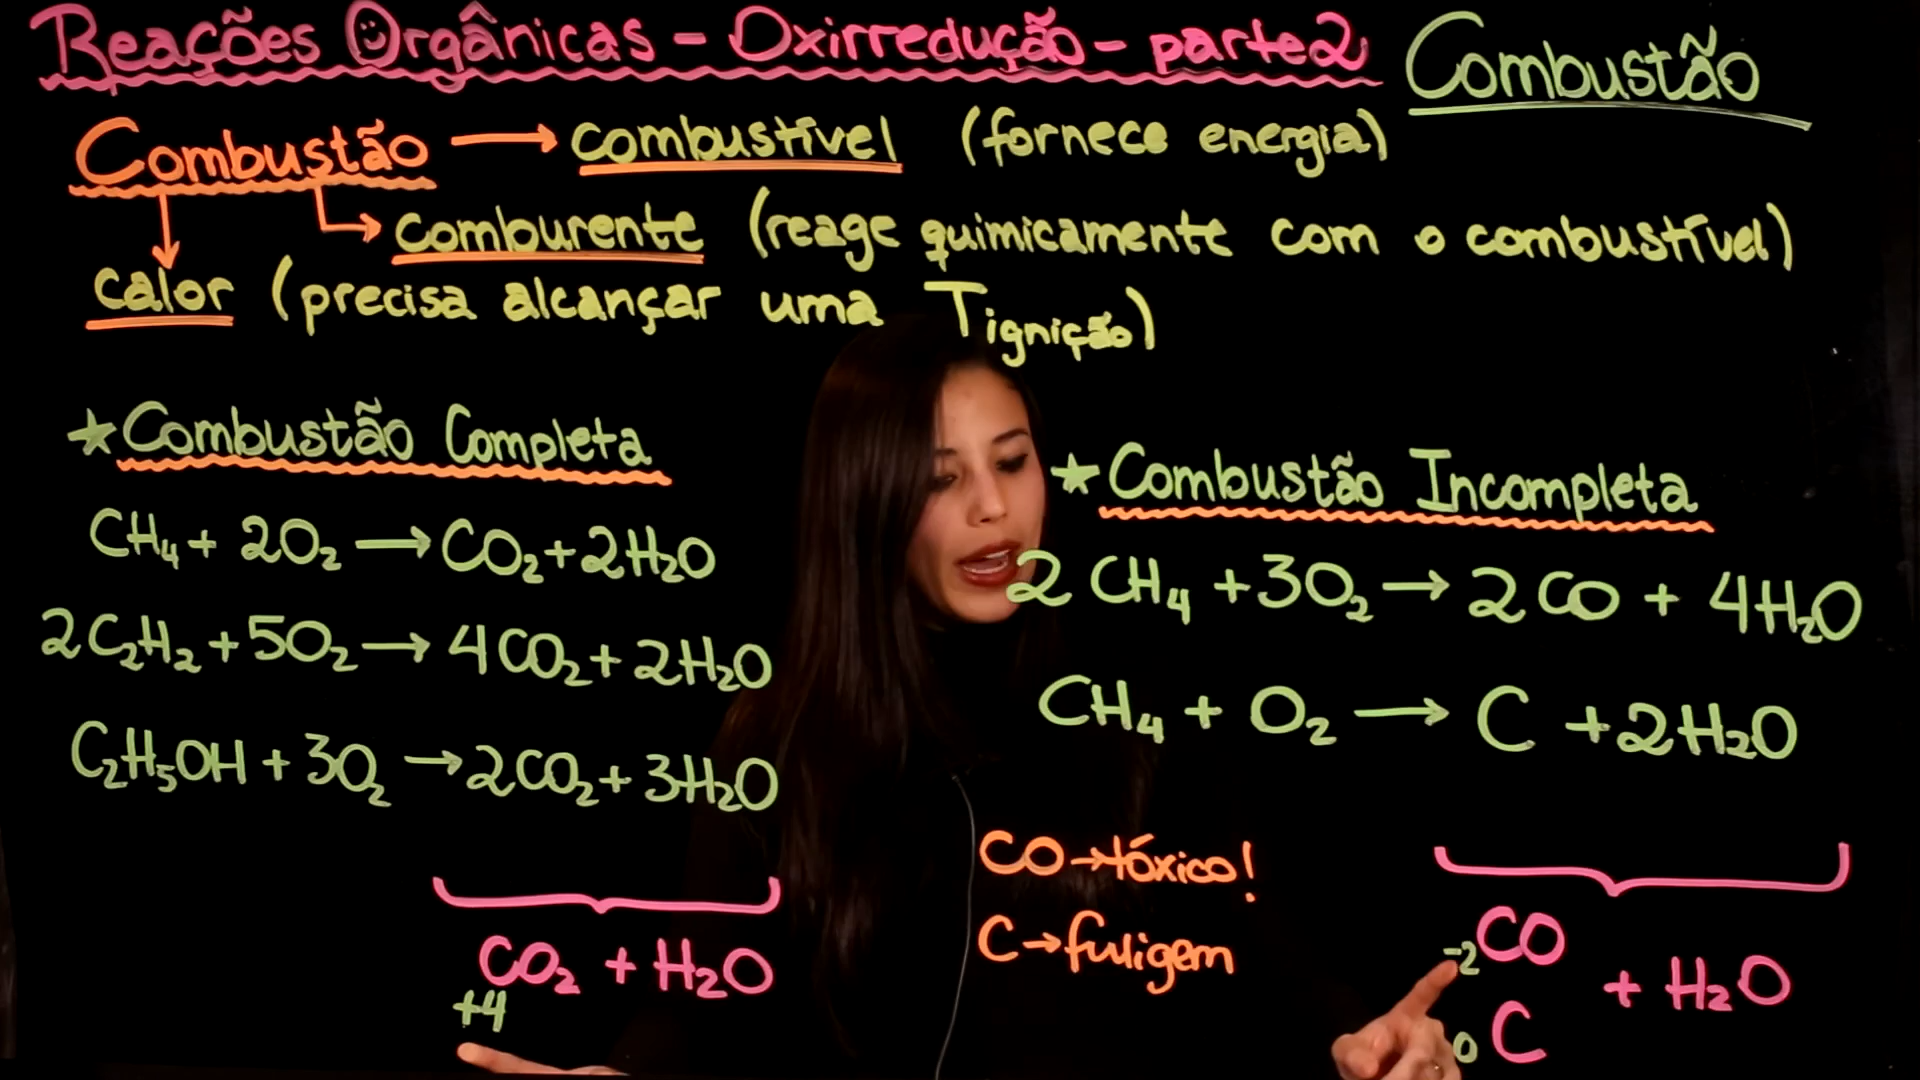 Reações Orgânicas - Oxirredução - parte 2
Combustão
Combustão → combustível (fornece energia)
comburente (reage quimicamente com o combustível)
calor (precisa alcançar uma Tignição)
★Combustão Completa
CH₄ + 2O₂ → CO₂ + 2H₂O
2C₂H₂ + 5O₂ → 4CO₂ + 2H₂O
C₂H₅OH + 3O₂ → 2CO₂ + 3H₂O
CO₂ + H₂O
+4
★Combustão Incompleta
2CH₄ + 3O₂ → 2CO + 4H₂O
CH₄ + O₂ → C + 2H₂O
CO → tóxico!
C → fuligem
-2 CO
+ H₂O
0 C